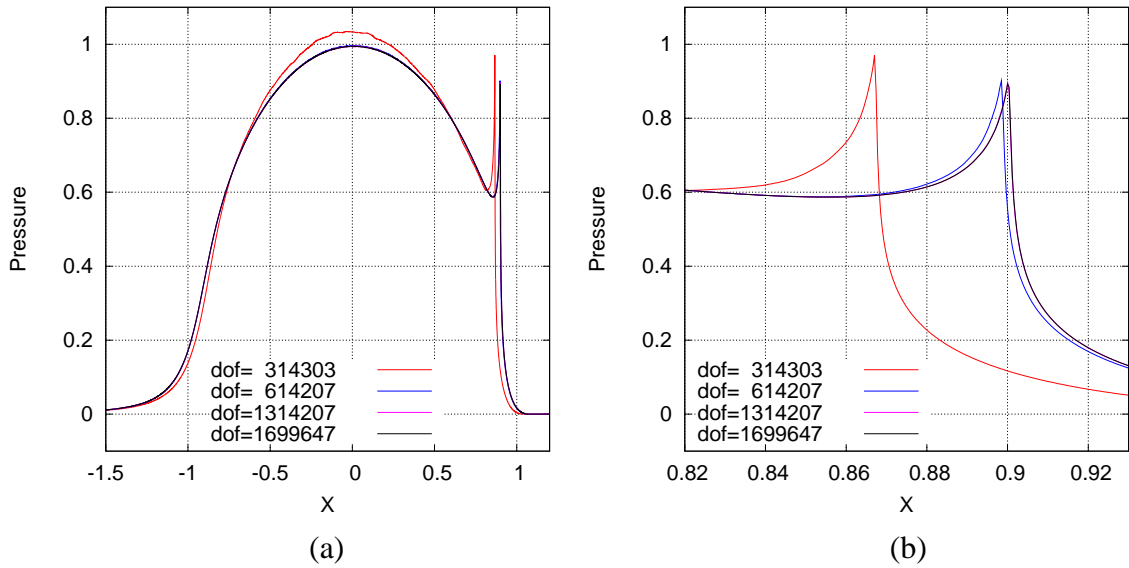 1
0.8
0.6
0.4
0.2
0
Pressure
dof= 314303
dof= 614207
dof=1314207
dof=1699647
-1.5 -1 -0.5 0 0.5 1
X
(a)
1
0.8
0.6
0.4
0.2
0
Pressure
dof= 314303
dof= 614207
dof=1314207
dof=1699647
0.82 0.84 0.86 0.88 0.9 0.92
X
(b)